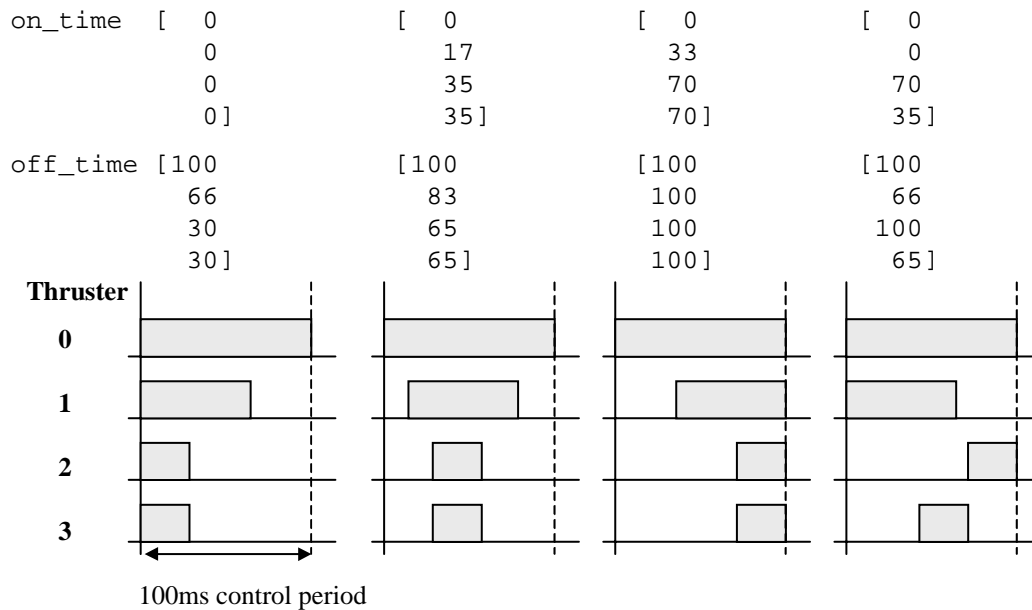 on_time [ 0 [ 0 [ 0 [ 0
0 17 33 0
0 35 70 70
0] 35] 70] 35]
off_time [100 [100 [100 [100
66 83 100 66
30 65 100 100
30] 65] 100] 65]
Thruster
0
1
2
3
100ms control period